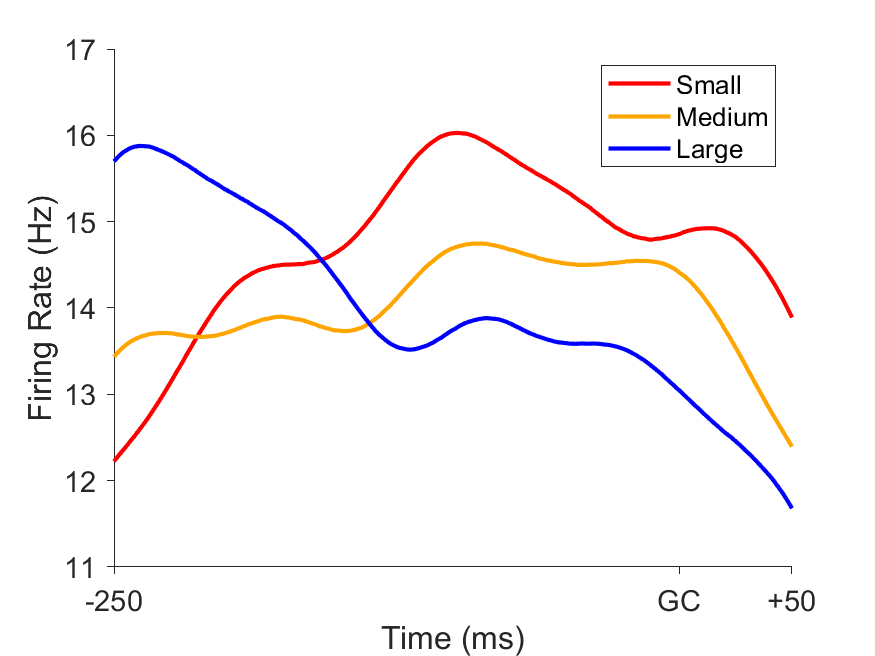 17
16
15
14
13
12
11
Firing Rate (Hz)
Small
Medium
Large
-250
GC
+50
Time (ms)